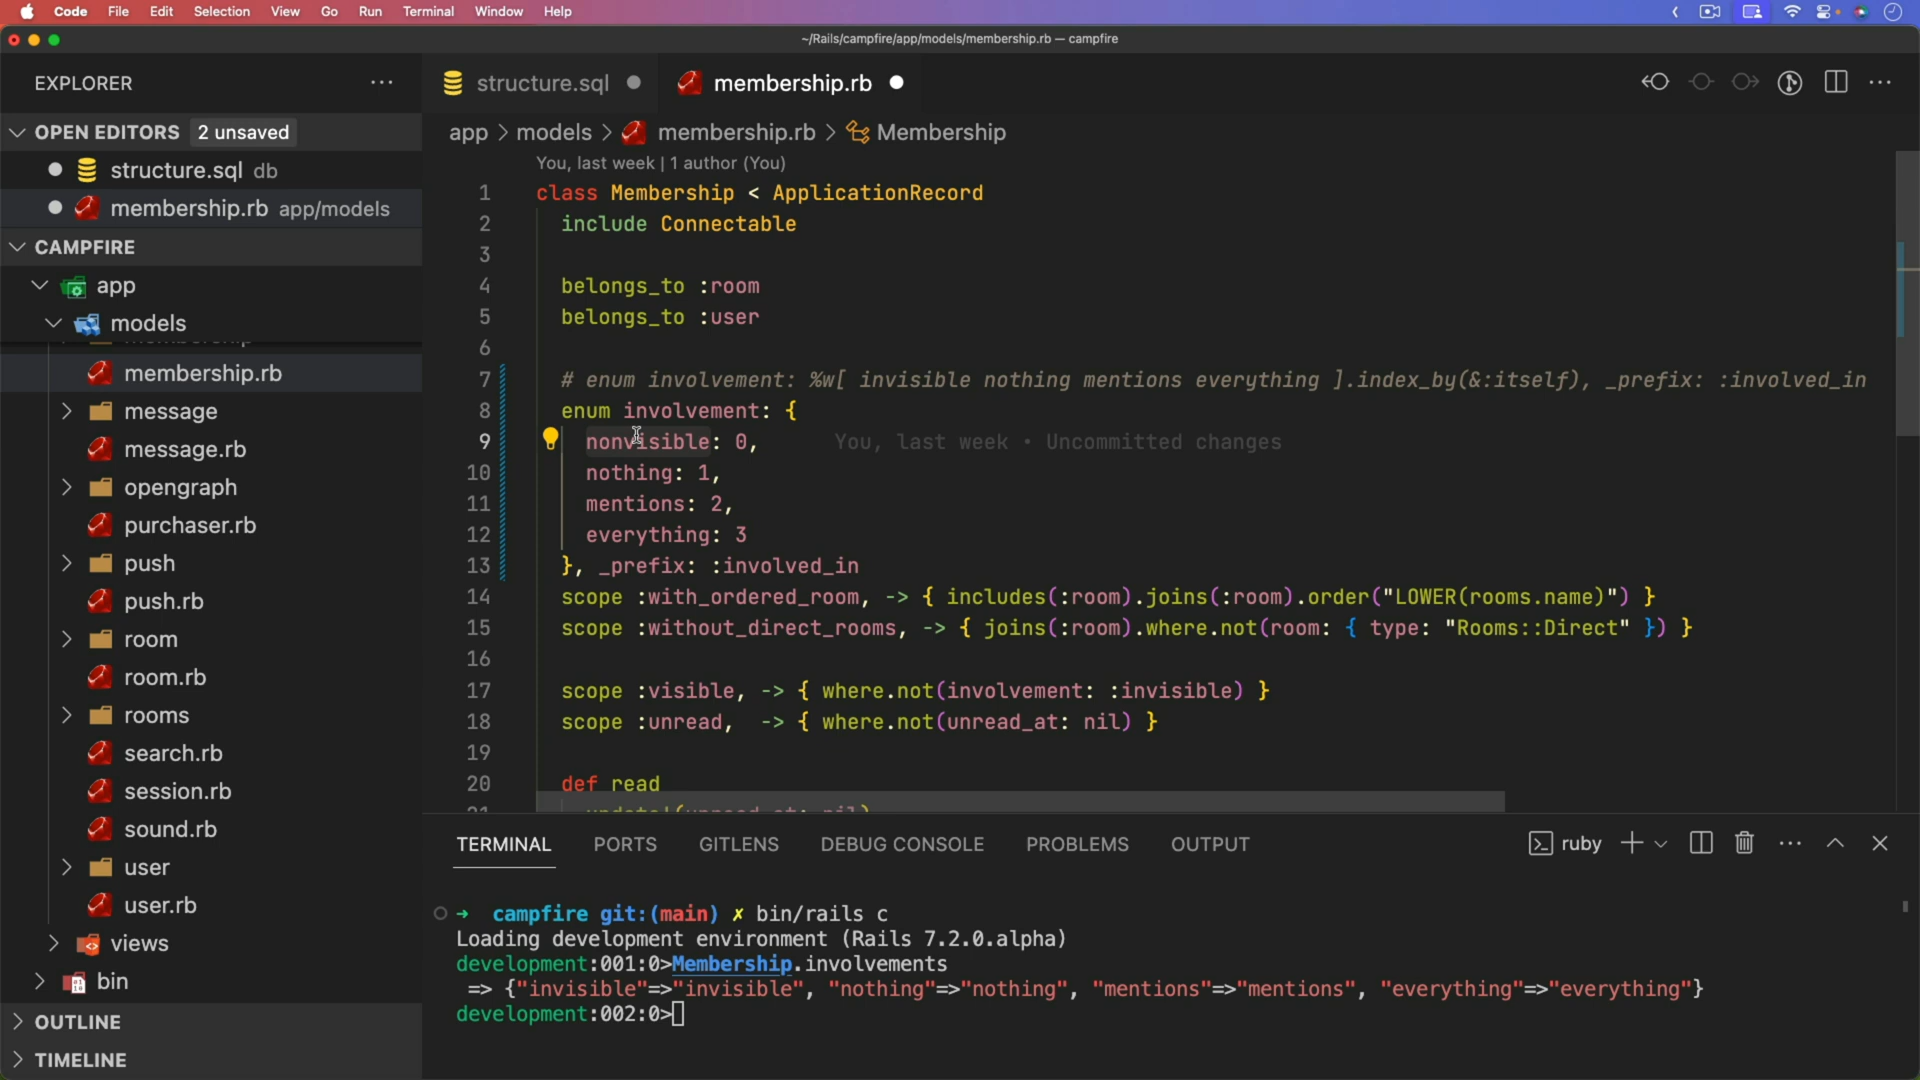 Code File Edit Selection View Go Run Terminal Window Help
~/Rails/campfire/app/models/membership.rb — campfire
EXPLORER
OPEN EDITORS 2 unsaved
structure.sql db
membership.rb app/models
CAMPFIRE
app
models
membership.rb
message
message.rb
opengraph
purchaser.rb
push
push.rb
room
room.rb
rooms
search.rb
session.rb
sound.rb
user
user.rb
views
bin
OUTLINE
TIMELINE
structure.sql membership.rb
app > models > membership.rb > Membership
You, last week | 1 author (You)
1 class Membership < ApplicationRecord
2 include Connectable
3
4 belongs_to :room
5 belongs_to :user
6
7 # enum involvement: %w[ invisible nothing mentions everything ].index_by(&:itself), _prefix: :involved_in
8 enum involvement: {
9 nonvisible: 0, You, last week • Uncommitted changes
10 nothing: 1,
11 mentions: 2,
12 everything: 3
13 }, _prefix: :involved_in
14 scope :with_ordered_room, -> { includes(:room).joins(:room).order("LOWER(rooms.name)") }
15 scope :without_direct_rooms, -> { joins(:room).where.not(room: { type: "Rooms::Direct" }) }
16
17 scope :visible, -> { where.not(involvement: :invisible) }
18 scope :unread, -> { where.not(unread_at: nil) }
19
20 def read
TERMINAL PORTS GITLENS DEBUG CONSOLE PROBLEMS OUTPUT
ruby
➜ campfire git:(main) ✗ bin/rails c
Loading development environment (Rails 7.2.0.alpha)
development:001:0>Membership.involvements
=> {"invisible"=>"invisible", "nothing"=>"nothing", "mentions"=>"mentions", "everything"=>"everything"}
development:002:0>